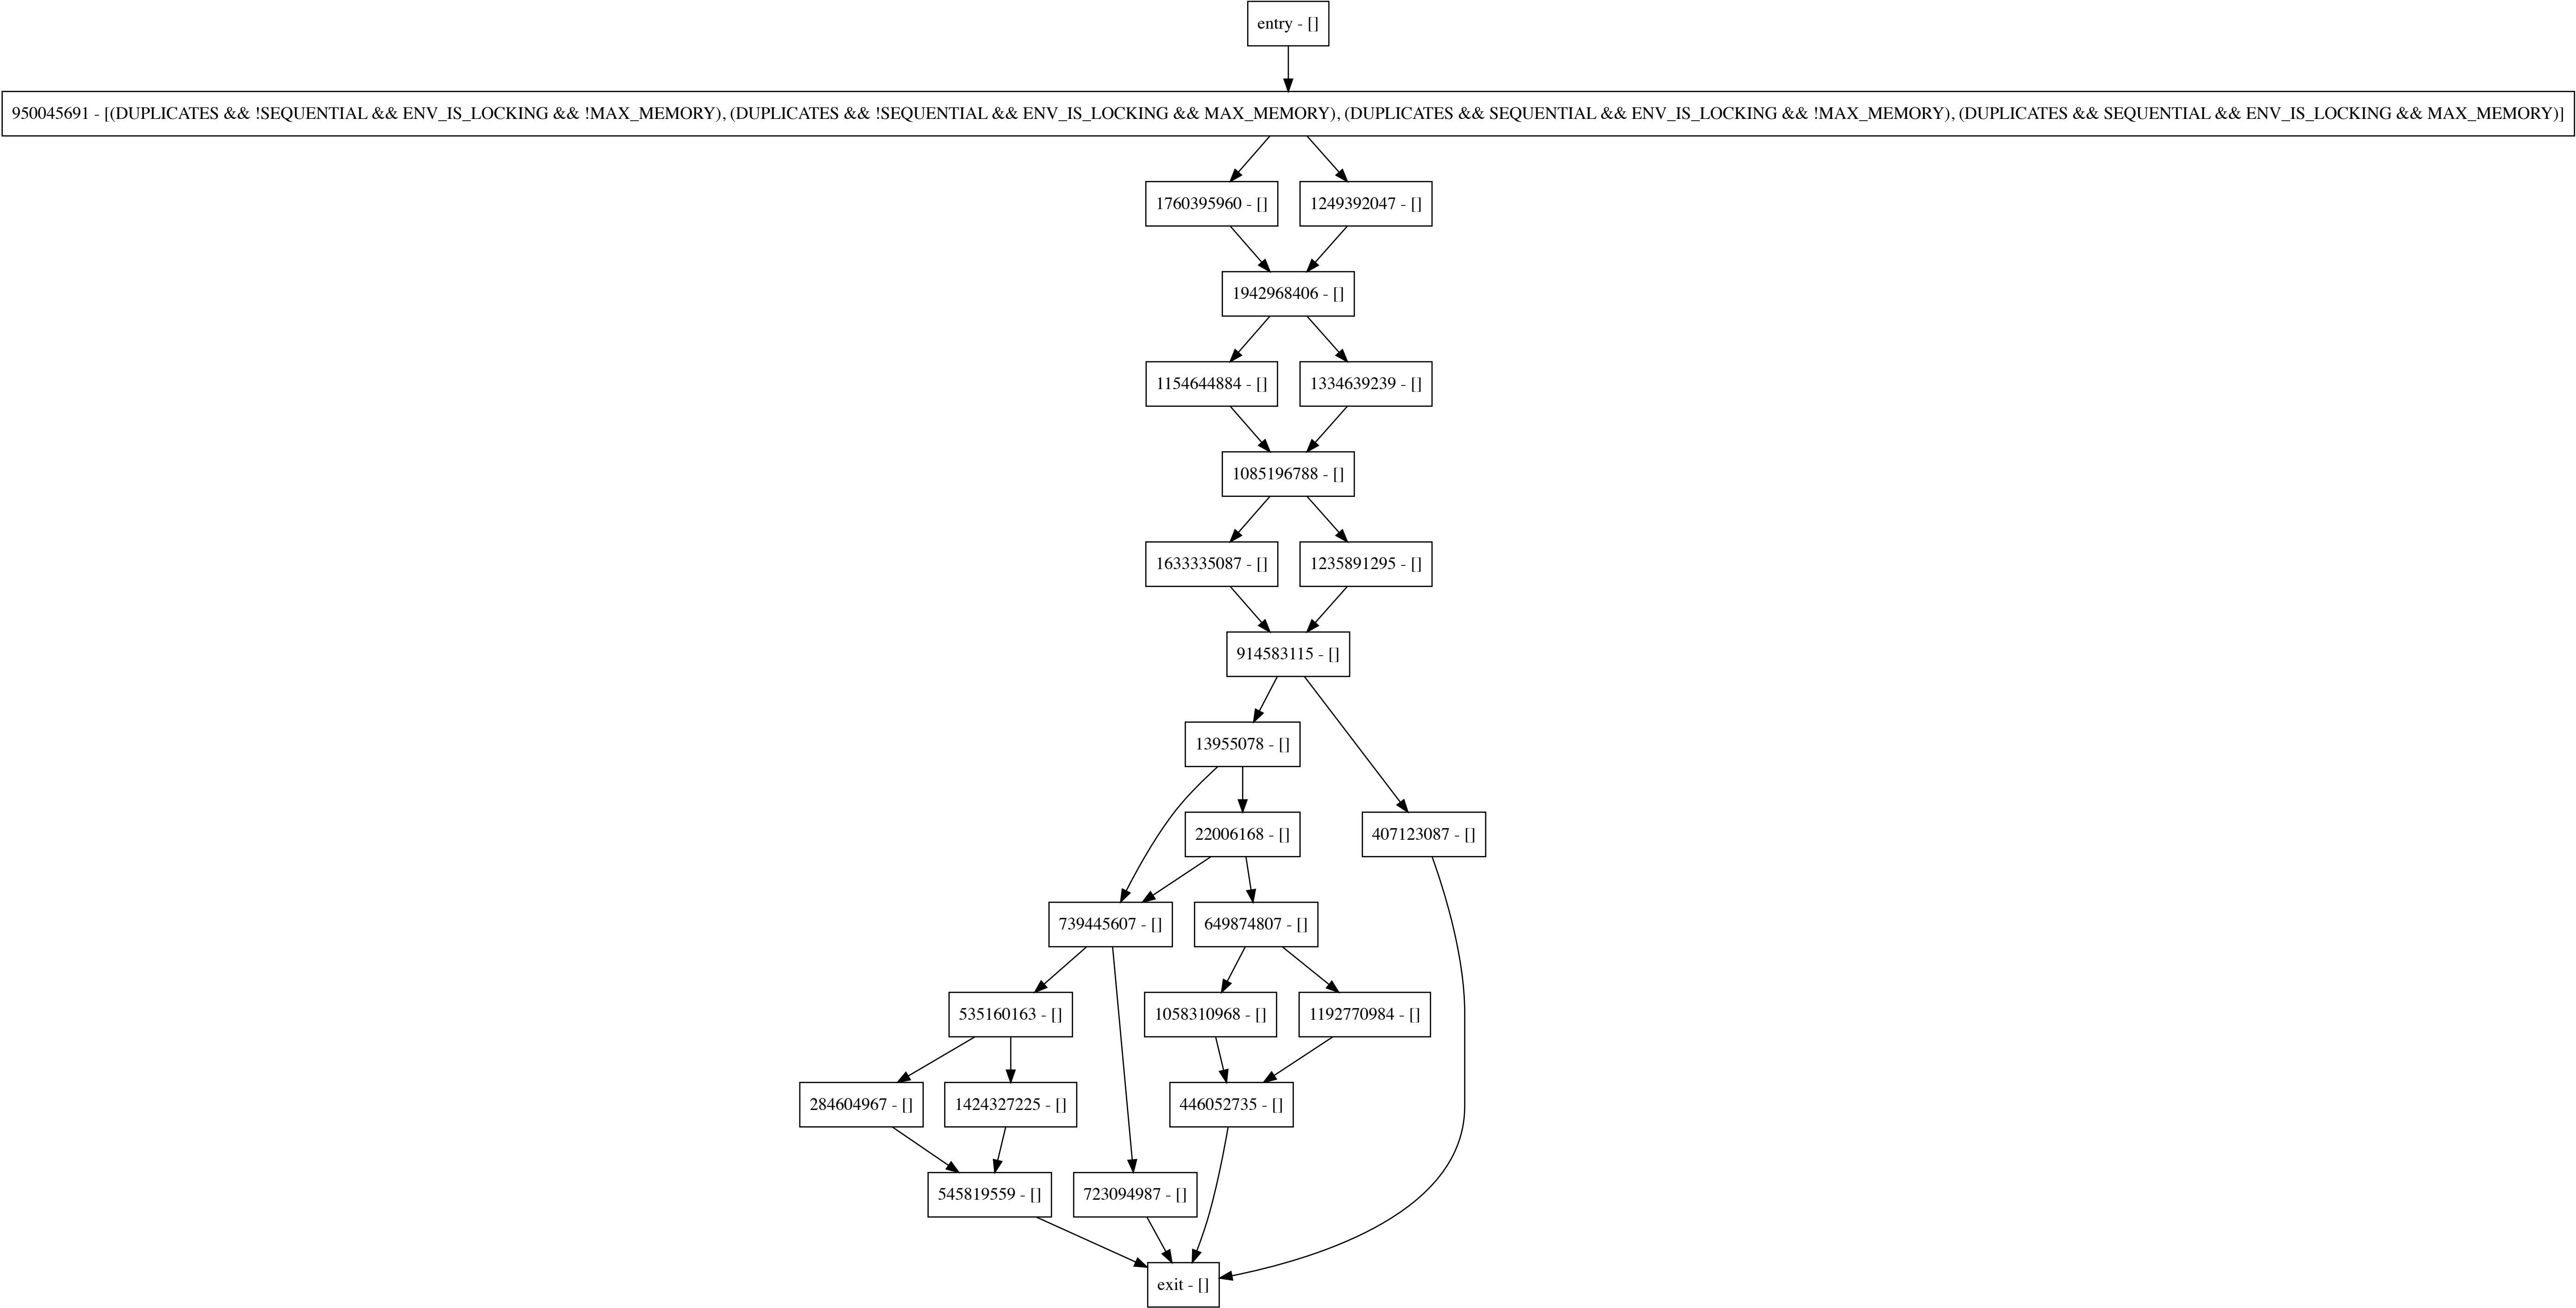 entry - []
950045691 - [(DUPLICATES && !SEQUENTIAL && ENV_IS_LOCKING && !MAX_MEMORY), (DUPLICATES && !SEQUENTIAL && ENV_IS_LOCKING && MAX_MEMORY), (DUPLICATES && SEQUENTIAL && ENV_IS_LOCKING && !MAX_MEMORY), (DUPLICATES && SEQUENTIAL && ENV_IS_LOCKING && MAX_MEMORY)]
1760395960 - []
1249392047 - []
1942968406 - []
1154644884 - []
1334639239 - []
1085196788 - []
1633335087 - []
1235891295 - []
914583115 - []
13955078 - []
22006168 - []
407123087 - []
739445607 - []
649874807 - []
535160163 - []
1058310968 - []
1192770984 - []
284604967 - []
1424327225 - []
446052735 - []
545819559 - []
723094987 - []
exit - []